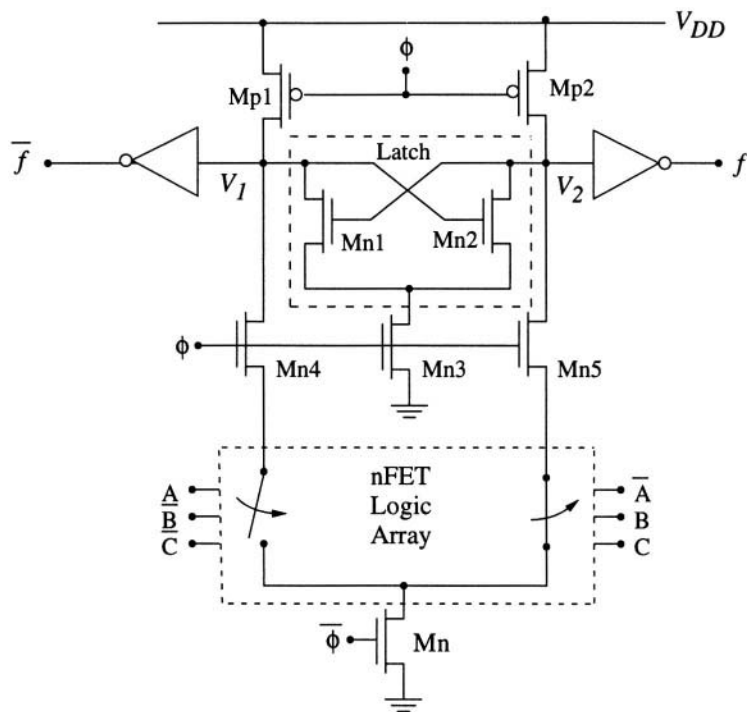 V_DD
ϕ
Mp1
Mp2
f̅
Latch
f
V_1
V_2
Mn1
Mn2
ϕ
Mn4
Mn3
Mn5
nFET
Logic
Array
A
B̅
C̅
A̅
B
C
ϕ̅
Mn